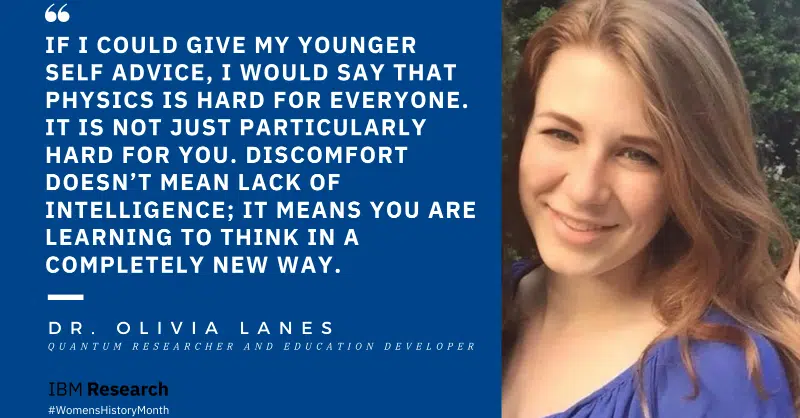 “
IF I COULD GIVE MY YOUNGER
SELF ADVICE, I WOULD SAY THAT
PHYSICS IS HARD FOR EVERYONE.
IT IS NOT JUST PARTICULARLY
HARD FOR YOU. DISCOMFORT
DOESN’T MEAN LACK OF
INTELLIGENCE; IT MEANS YOU ARE
LEARNING TO THINK IN A
COMPLETELY NEW WAY.
DR. OLIVIA LANES
QUANTUM RESEARCHER AND EDUCATION DEVELOPER
IBM Research
#WomensHistoryMonth